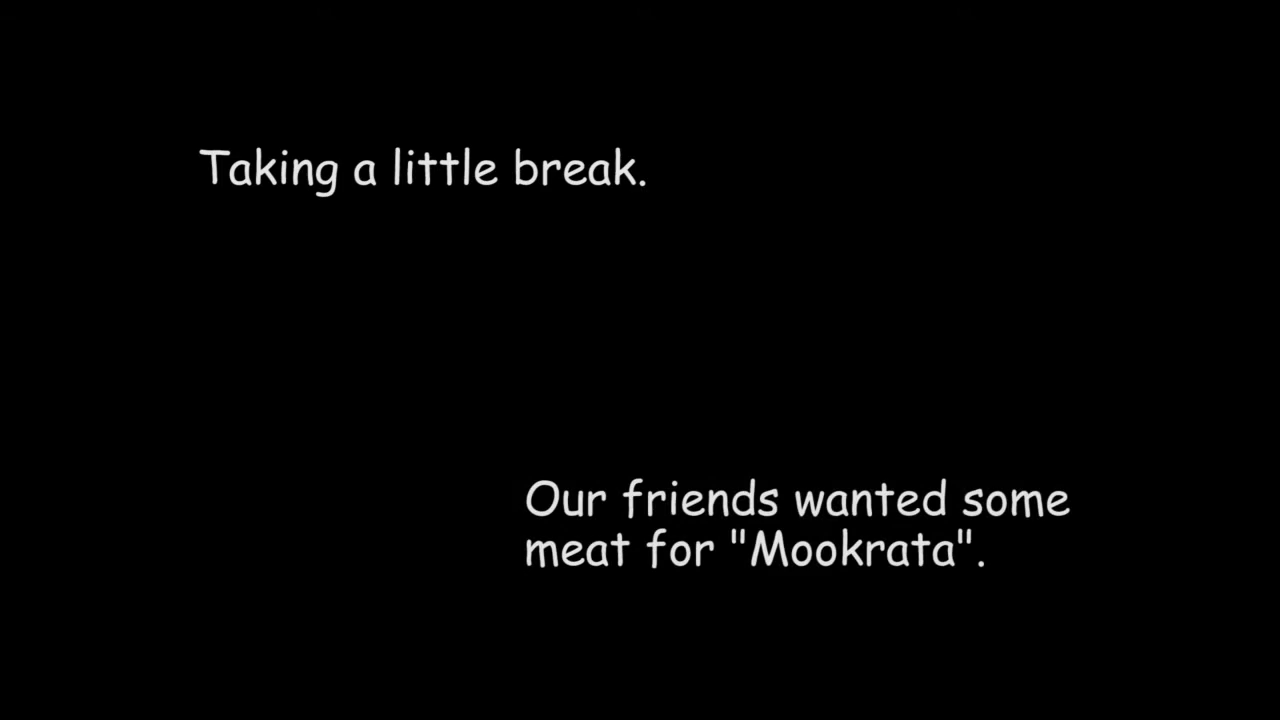 Taking a little break.
Our friends wanted some
meat for "Mookrata".